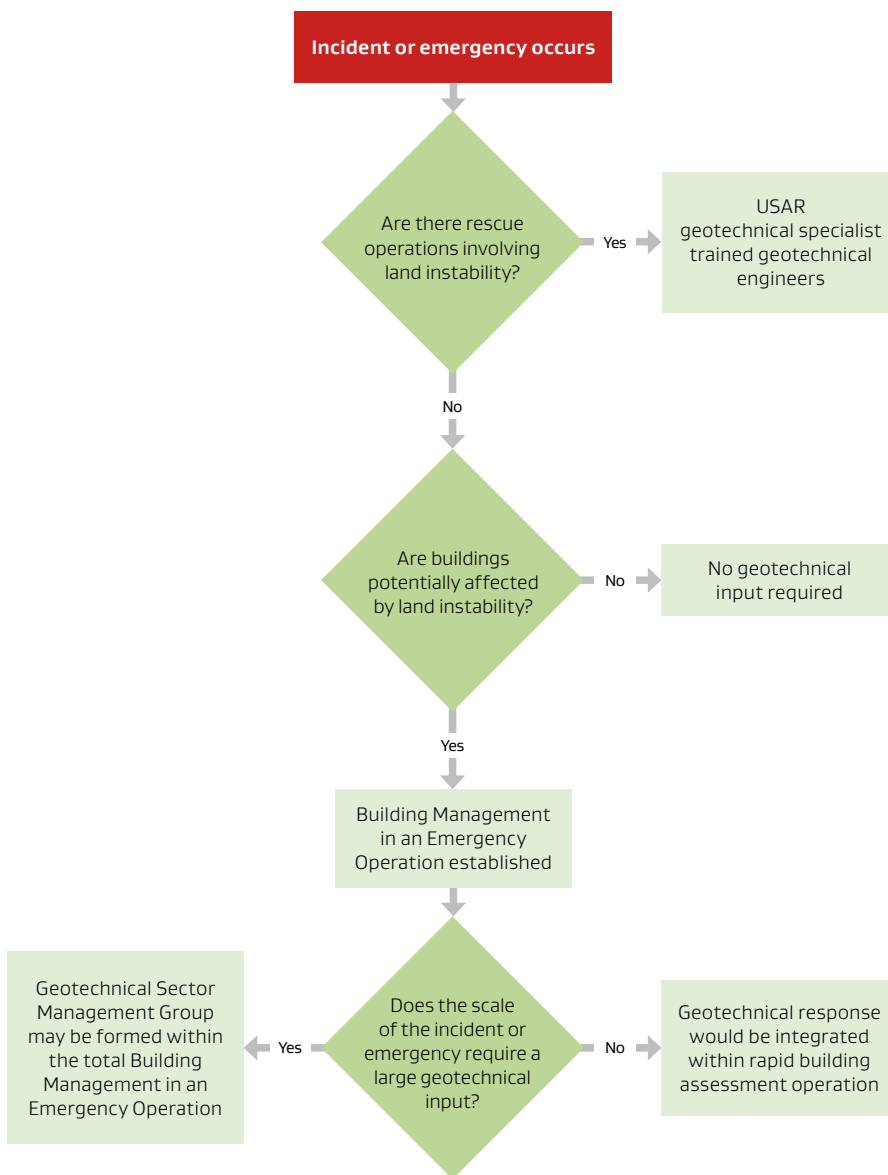 Incident or emergency occurs
Are there rescue
operations involving
land instability?
Yes
USAR
geotechnical specialist
trained geotechnical
engineers
No
Are buildings
potentially affected
by land instability?
No
No geotechnical
input required
Yes
Building Management
in an Emergency
Operation established
Geotechnical Sector
Management Group
may be formed within
the total Building
Management in an
Emergency Operation
Yes
Does the scale
of the incident or
emergency require a
large geotechnical
input?
No
Geotechnical response
would be integrated
within rapid building
assessment operation